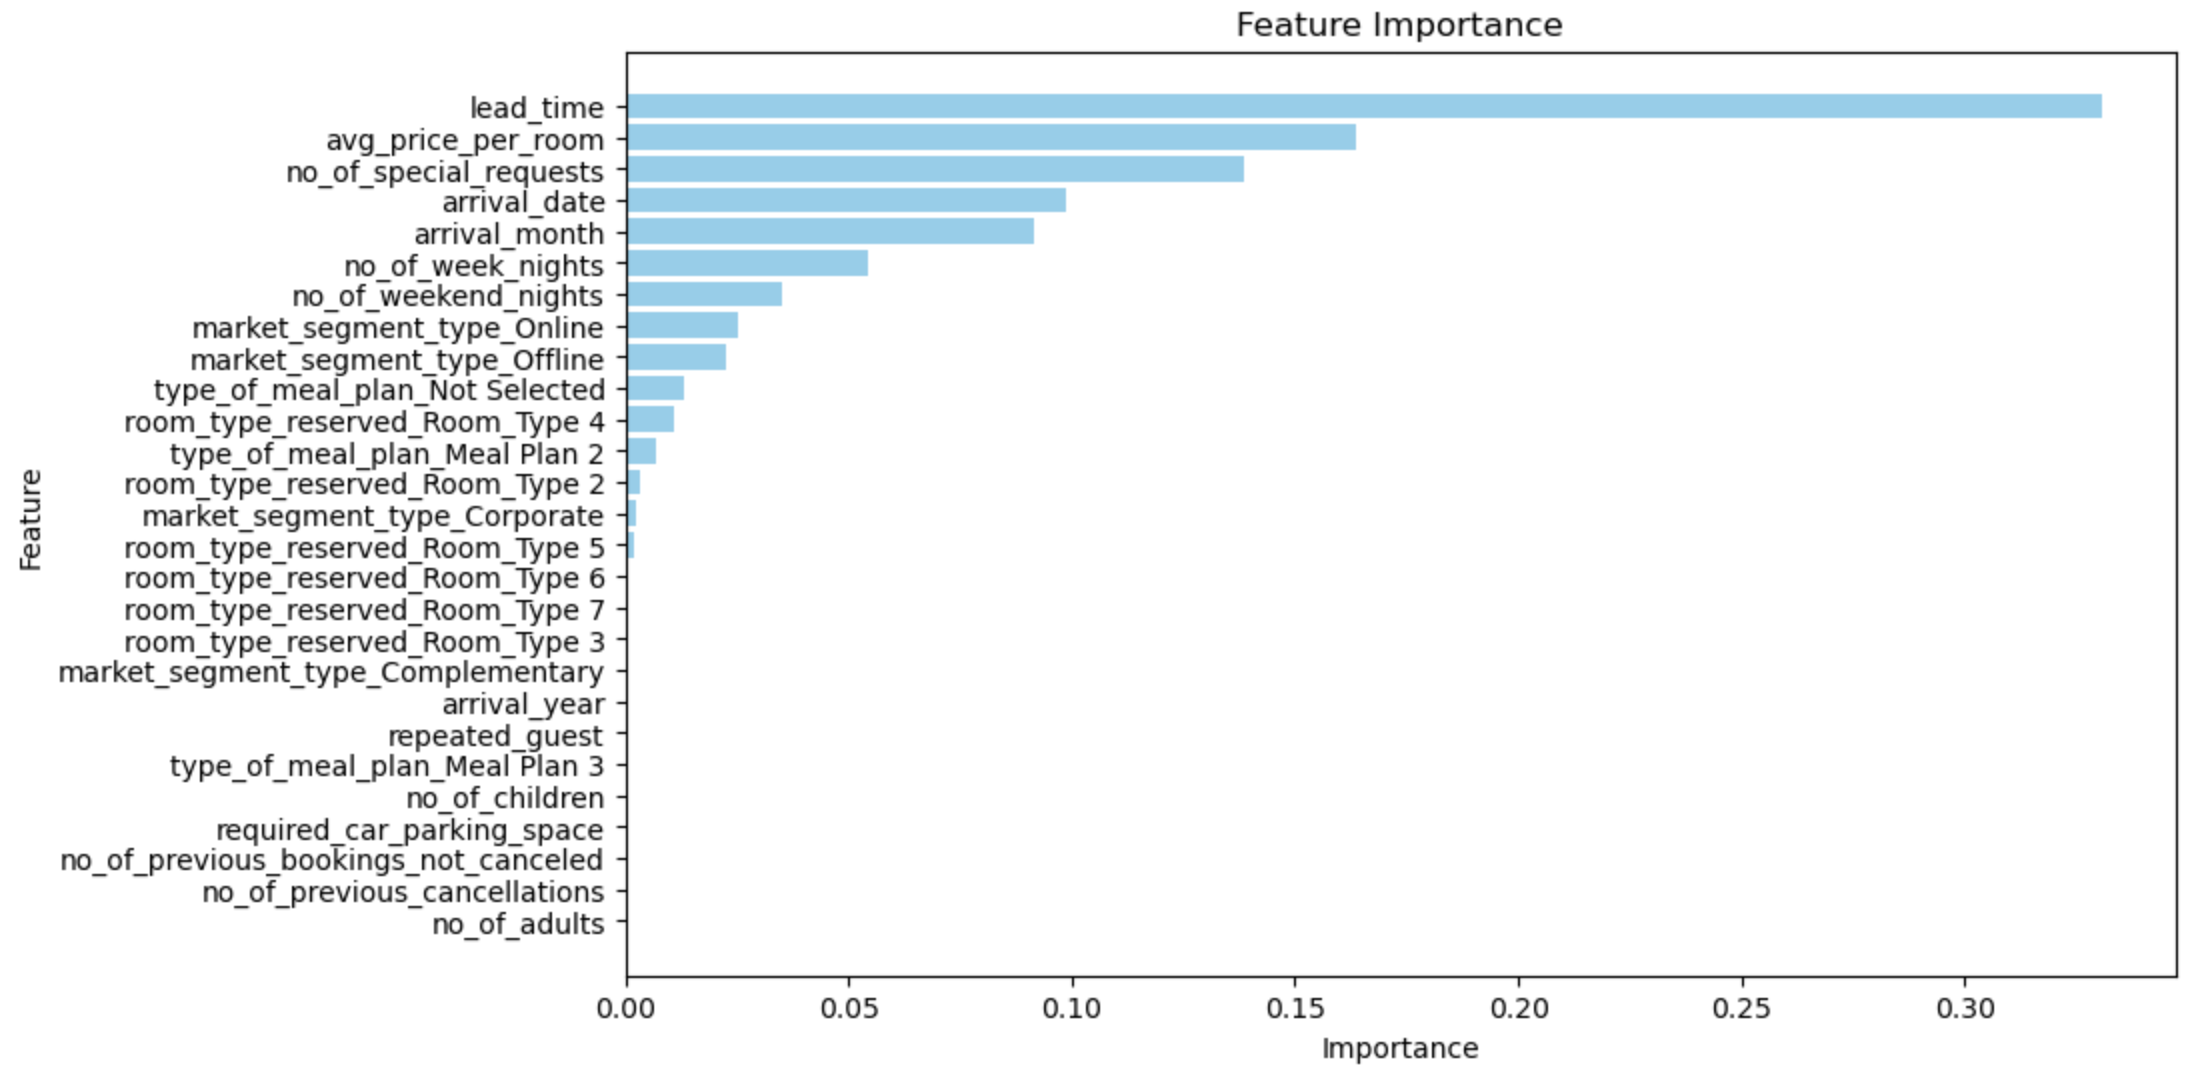 Feature Importance
lead_time
avg_price_per_room
no_of_special_requests
arrival_date
arrival_month
no_of_week_nights
no_of_weekend_nights
market_segment_type_Online
market_segment_type_Offline
type_of_meal_plan_Not Selected
room_type_reserved_Room_Type 4
type_of_meal_plan_Meal Plan 2
room_type_reserved_Room_Type 2
market_segment_type_Corporate
room_type_reserved_Room_Type 5
room_type_reserved_Room_Type 6
room_type_reserved_Room_Type 7
room_type_reserved_Room_Type 3
market_segment_type_Complementary
arrival_year
repeated_guest
type_of_meal_plan_Meal Plan 3
no_of_children
required_car_parking_space
no_of_previous_bookings_not_canceled
no_of_previous_cancellations
no_of_adults
Feature
0.00 0.05 0.10 0.15 0.20 0.25 0.30
Importance